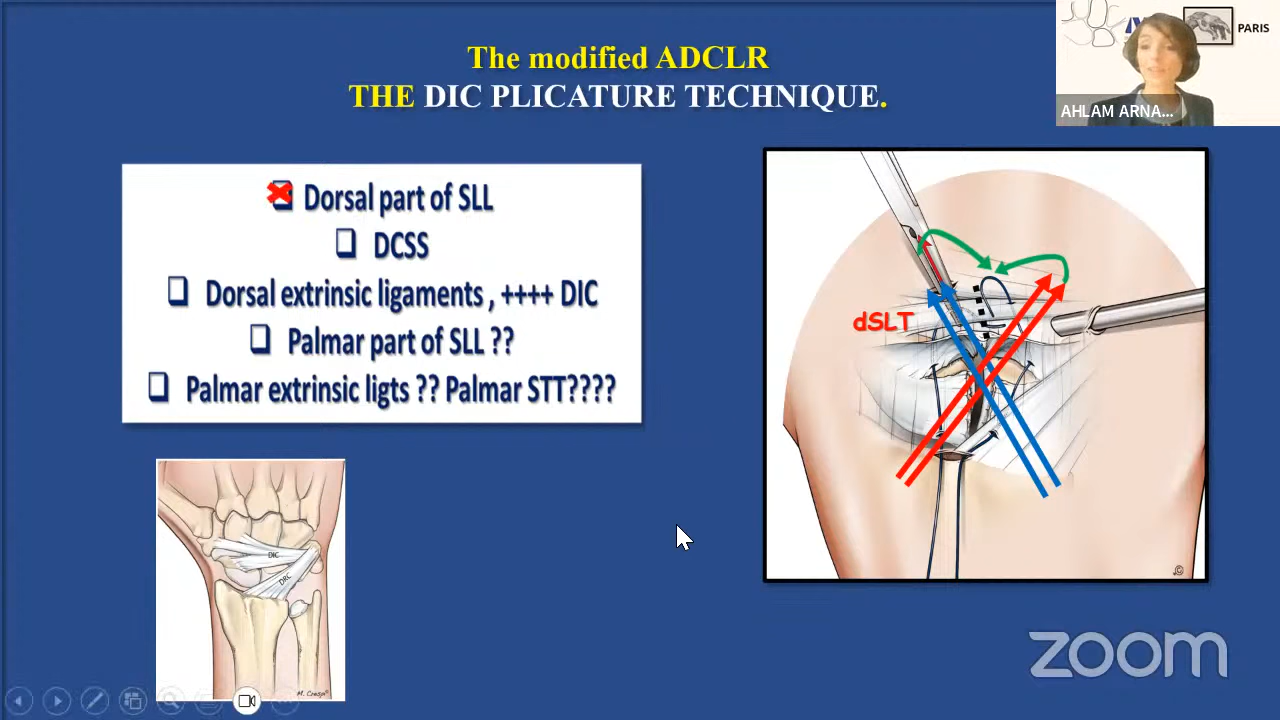 The modified ADCLR
THE DIC PLICATURE TECHNIQUE.
PARIS
AHLAM ARNA...
Dorsal part of SLL
DCSS
Dorsal extrinsic ligaments , ++++ DIC
Palmar part of SLL ??
Palmar extrinsic ligts ?? Palmar STT????
dSLT
DIC
DRC
M. Crespi
zoom